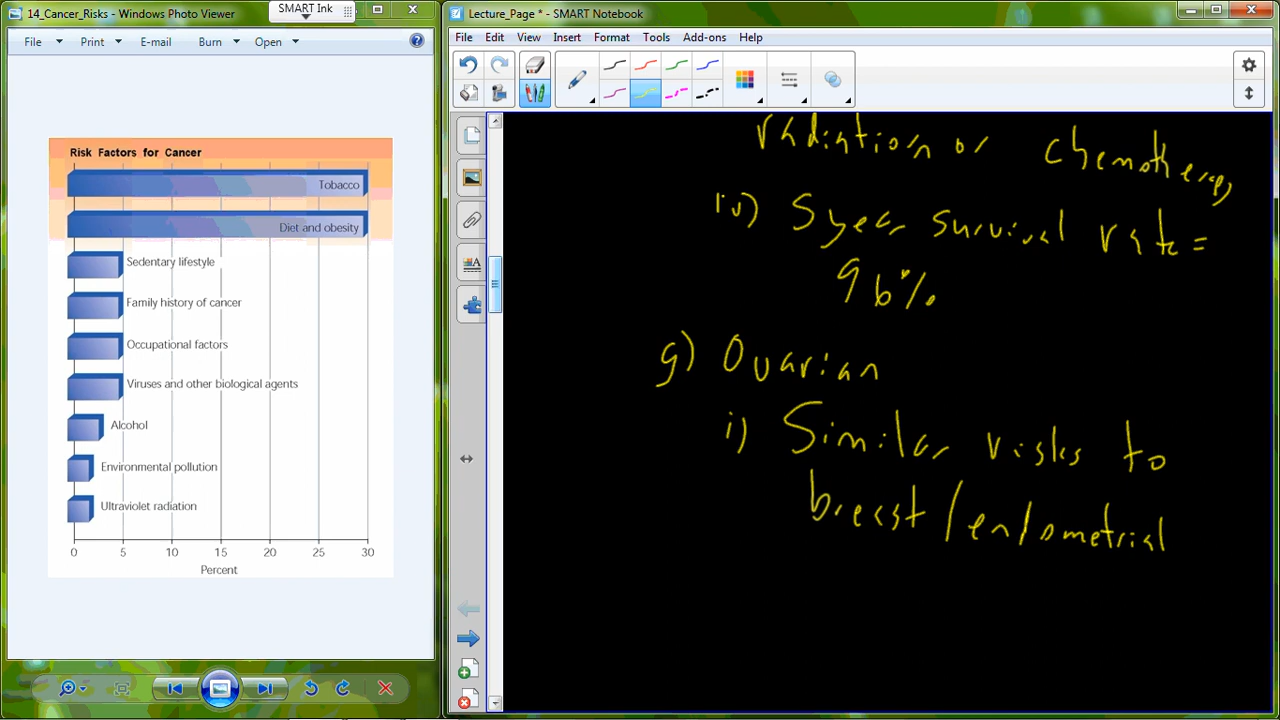 14_Cancer_Risks - Windows Photo Viewer
SMART Ink
File Print E-mail Burn Open
Risk Factors for Cancer
Tobacco
Diet and obesity
Sedentary lifestyle
Family history of cancer
Occupational factors
Viruses and other biological agents
Alcohol
Environmental pollution
Ultraviolet radiation
0 5 10 15 20 25 30
Percent
Lecture_Page * - SMART Notebook
File Edit View Insert Format Tools Add-ons Help
radiation or chemotherapy
iv) 5 year survival rate =
96%
g) Ovarian
i) Similar risks to
breast/endometrial